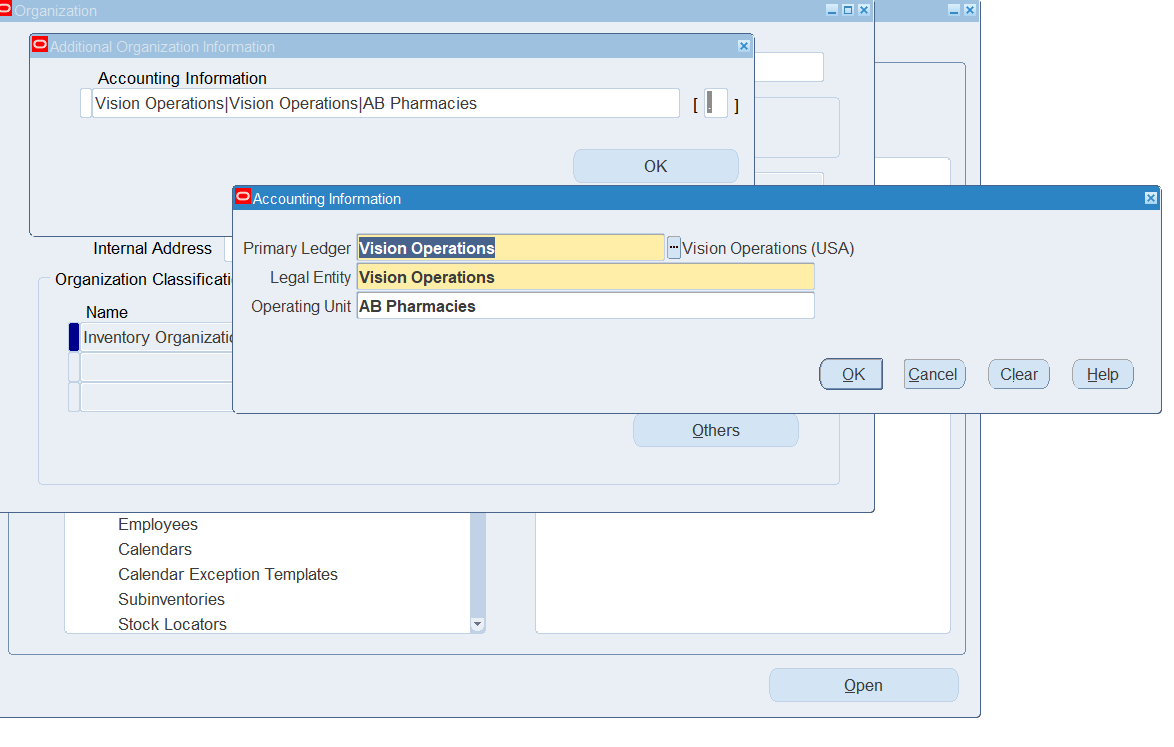 Organization
Additional Organization Information
Accounting Information
Vision Operations|Vision Operations|AB Pharmacies
[ . ]
OK
Accounting Information
Internal Address
Primary Ledger Vision Operations ... Vision Operations (USA)
Organization Classificati
Legal Entity Vision Operations
Operating Unit AB Pharmacies
Name
Inventory Organizatio
OK Cancel Clear Help
Others
Employees
Calendars
Calendar Exception Templates
Subinventories
Stock Locators
Open